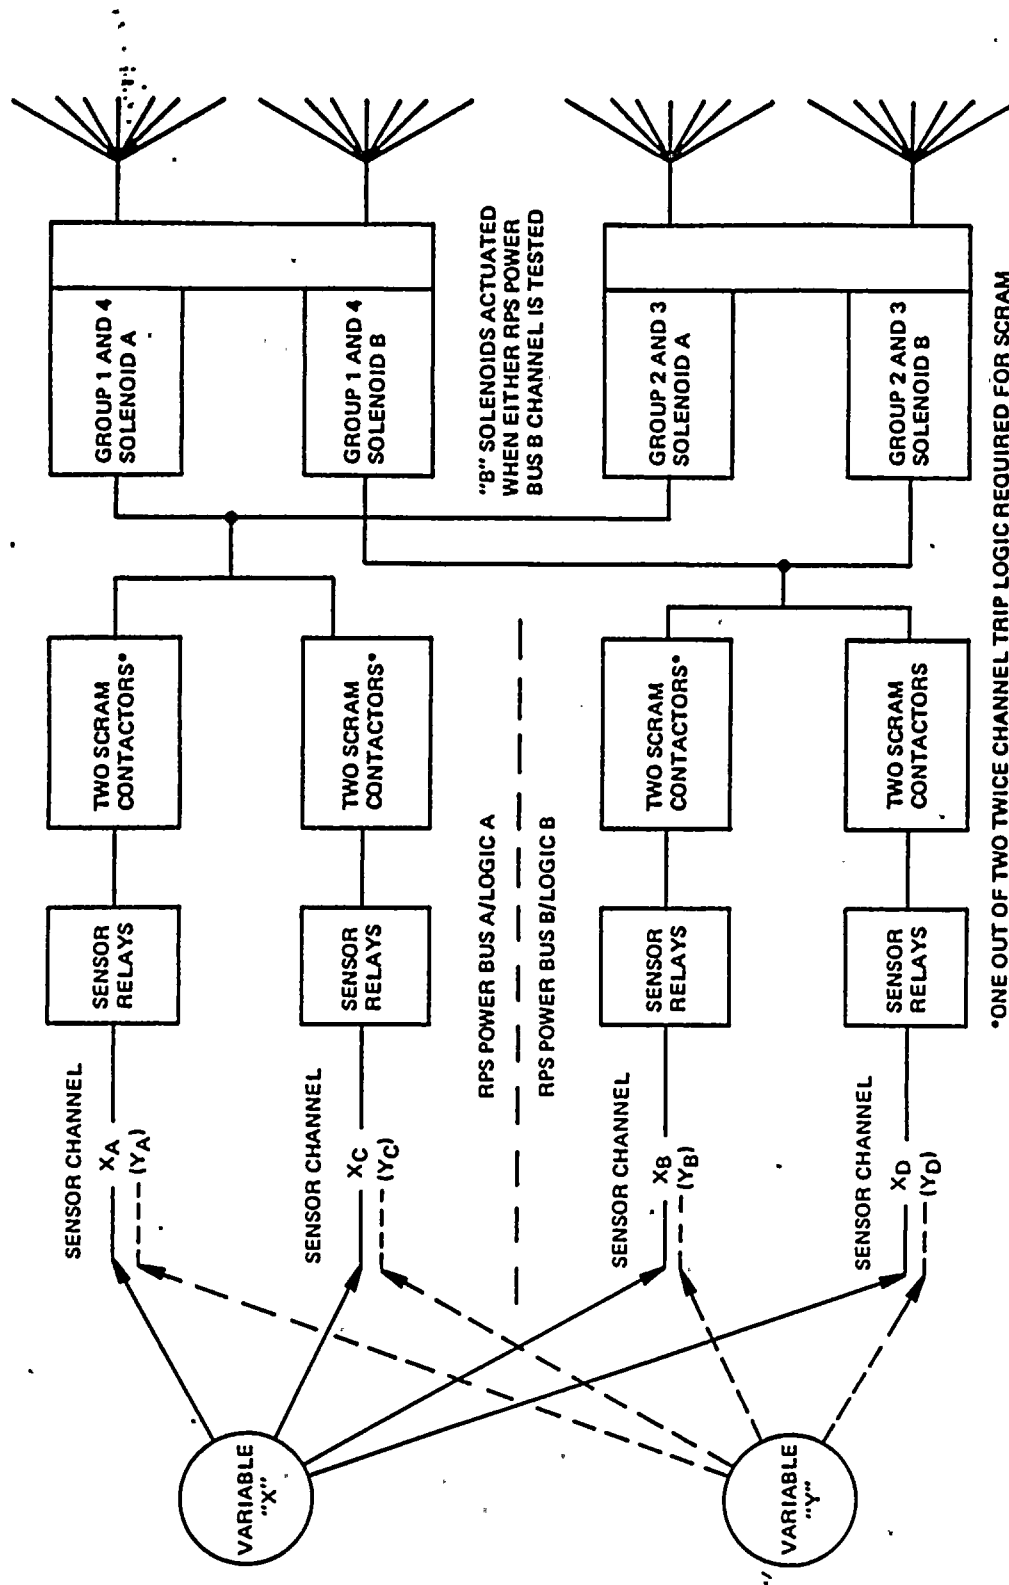 VARIABLE
"X"
VARIABLE
"Y"
SENSOR CHANNEL
XA
(YA)
SENSOR CHANNEL
XC
(YC)
SENSOR CHANNEL
XB
(YB)
SENSOR CHANNEL
XD
(YD)
SENSOR
RELAYS
SENSOR
RELAYS
SENSOR
RELAYS
SENSOR
RELAYS
RPS POWER BUS A/LOGIC A
RPS POWER BUS B/LOGIC B
TWO SCRAM
CONTACTORS*
TWO SCRAM
CONTACTORS*
TWO SCRAM
CONTACTORS*
TWO SCRAM
CONTACTORS
GROUP 1 AND 4
SOLENOID A
GROUP 1 AND 4
SOLENOID B
"B" SOLENOIDS ACTUATED
WHEN EITHER RPS POWER
BUS B CHANNEL IS TESTED
GROUP 2 AND 3
SOLENOID A
GROUP 2 AND 3
SOLENOID B
*ONE OUT OF TWO TWICE CHANNEL TRIP LOGIC REQUIRED FOR SCRAM